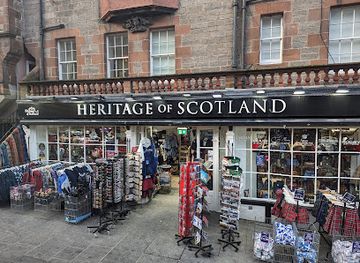 HERITAGE OF SCOTLAND